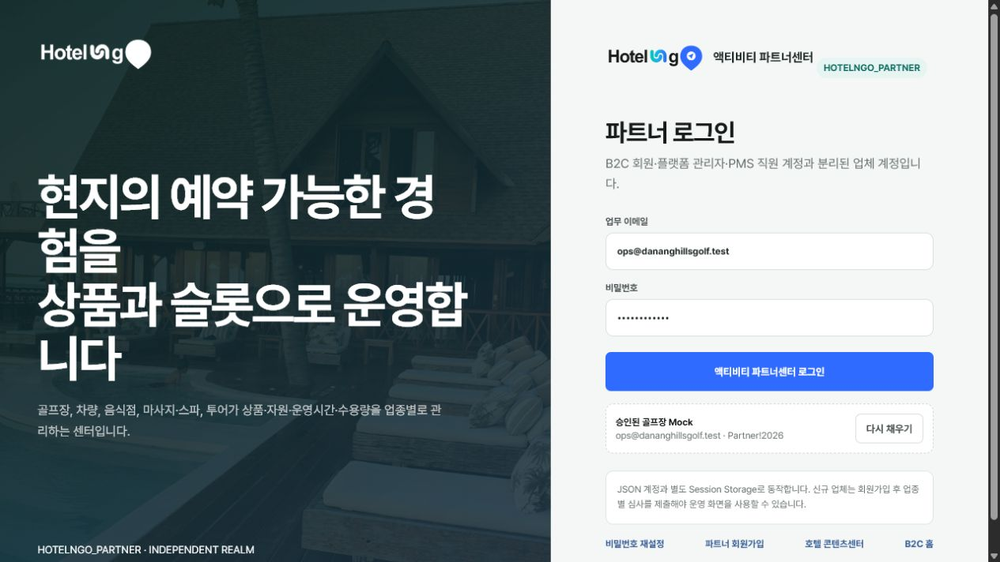 Hotel ng
현지의 예약 가능한 경
험을
상품과 슬롯으로 운영합
니다
골프장, 차량, 음식점, 마사지·스파, 투어가 상품·자원·운영시간·수용량을 업종별로 관
리하는 센터입니다.
HOTELNGO_PARTNER · INDEPENDENT REALM
Hotel ng 액티비티 파트너센터
HOTELNGO_PARTNER
파트너 로그인
B2C 회원·플랫폼 관리자·PMS 직원 계정과 분리된 업체 계정입니
다.
업무 이메일
ops@dananghillsgolf.test
비밀번호
••••••••••••
액티비티 파트너센터 로그인
승인된 골프장 Mock
ops@dananghillsgolf.test · Partner!2026
다시 채우기
JSON 계정과 별도 Session Storage로 동작합니다. 신규 업체는 회원가입 후 업종
별 심사를 제출해야 운영 화면을 사용할 수 있습니다.
비밀번호 재설정 파트너 회원가입 호텔 콘텐츠센터 B2C 홈